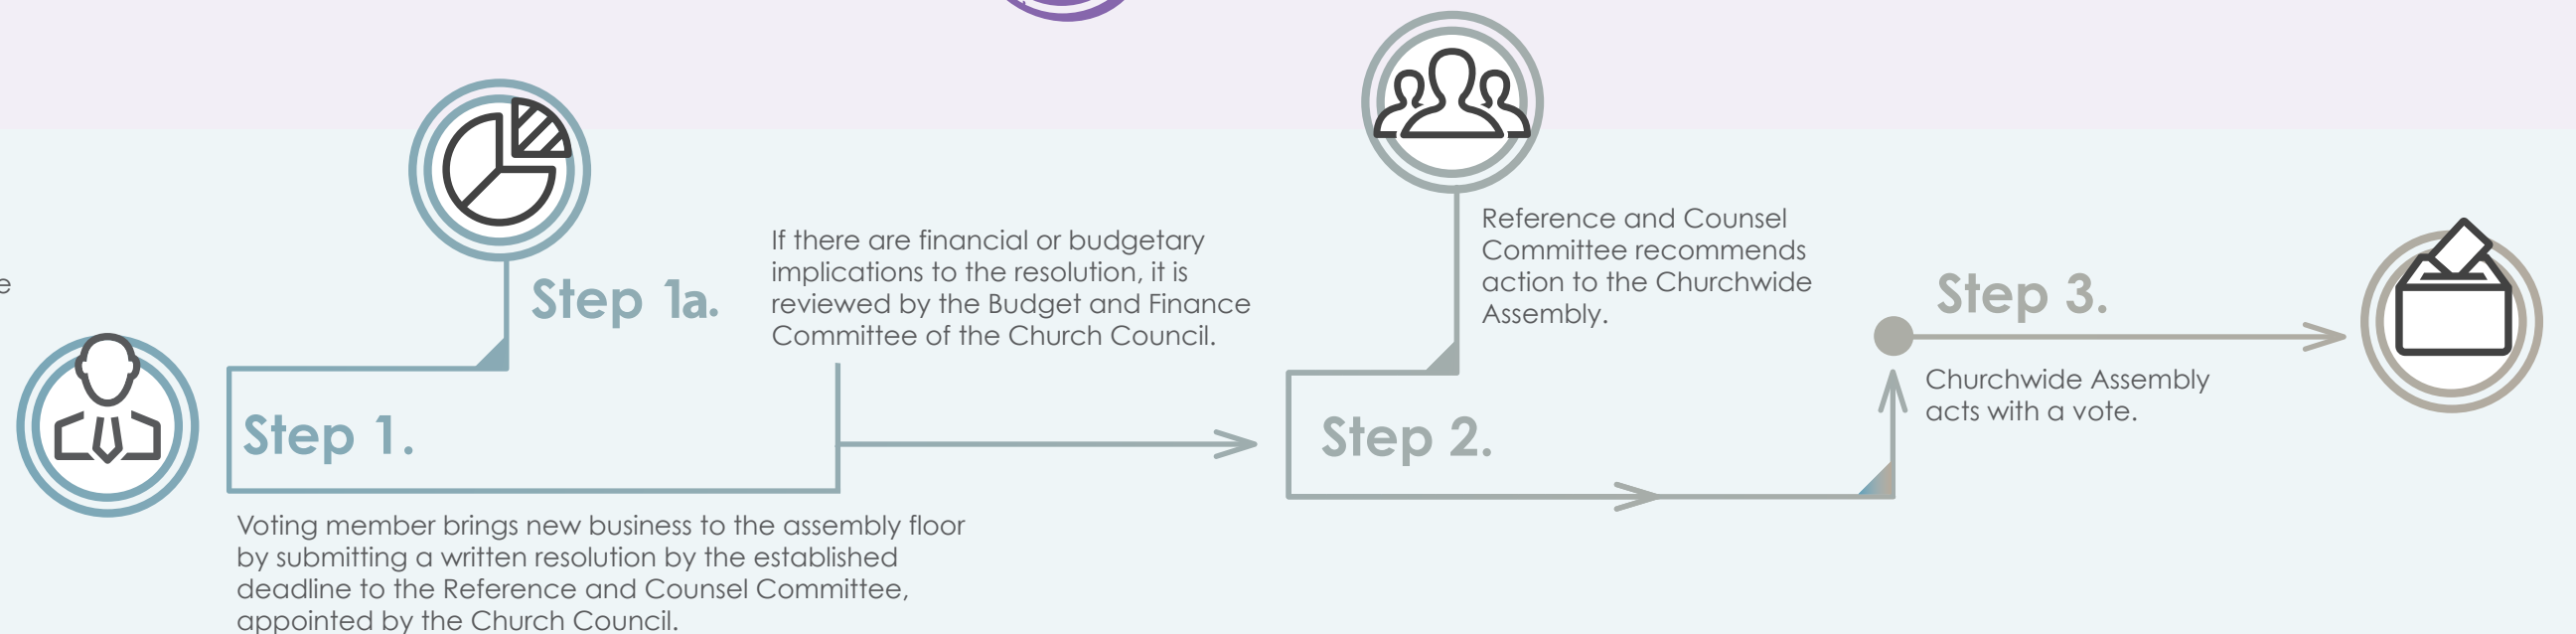 Step 1.
Voting member brings new business to the assembly floor
by submitting a written resolution by the established
deadline to the Reference and Counsel Committee,
appointed by the Church Council.
Step 1a.
If there are financial or budgetary
implications to the resolution, it is
reviewed by the Budget and Finance
Committee of the Church Council.
Step 2.
Reference and Counsel
Committee recommends
action to the Churchwide
Assembly.
Step 3.
Churchwide Assembly
acts with a vote.